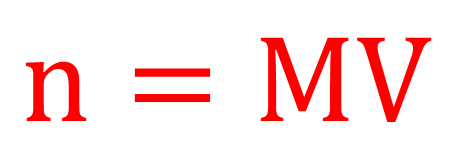 n = MV